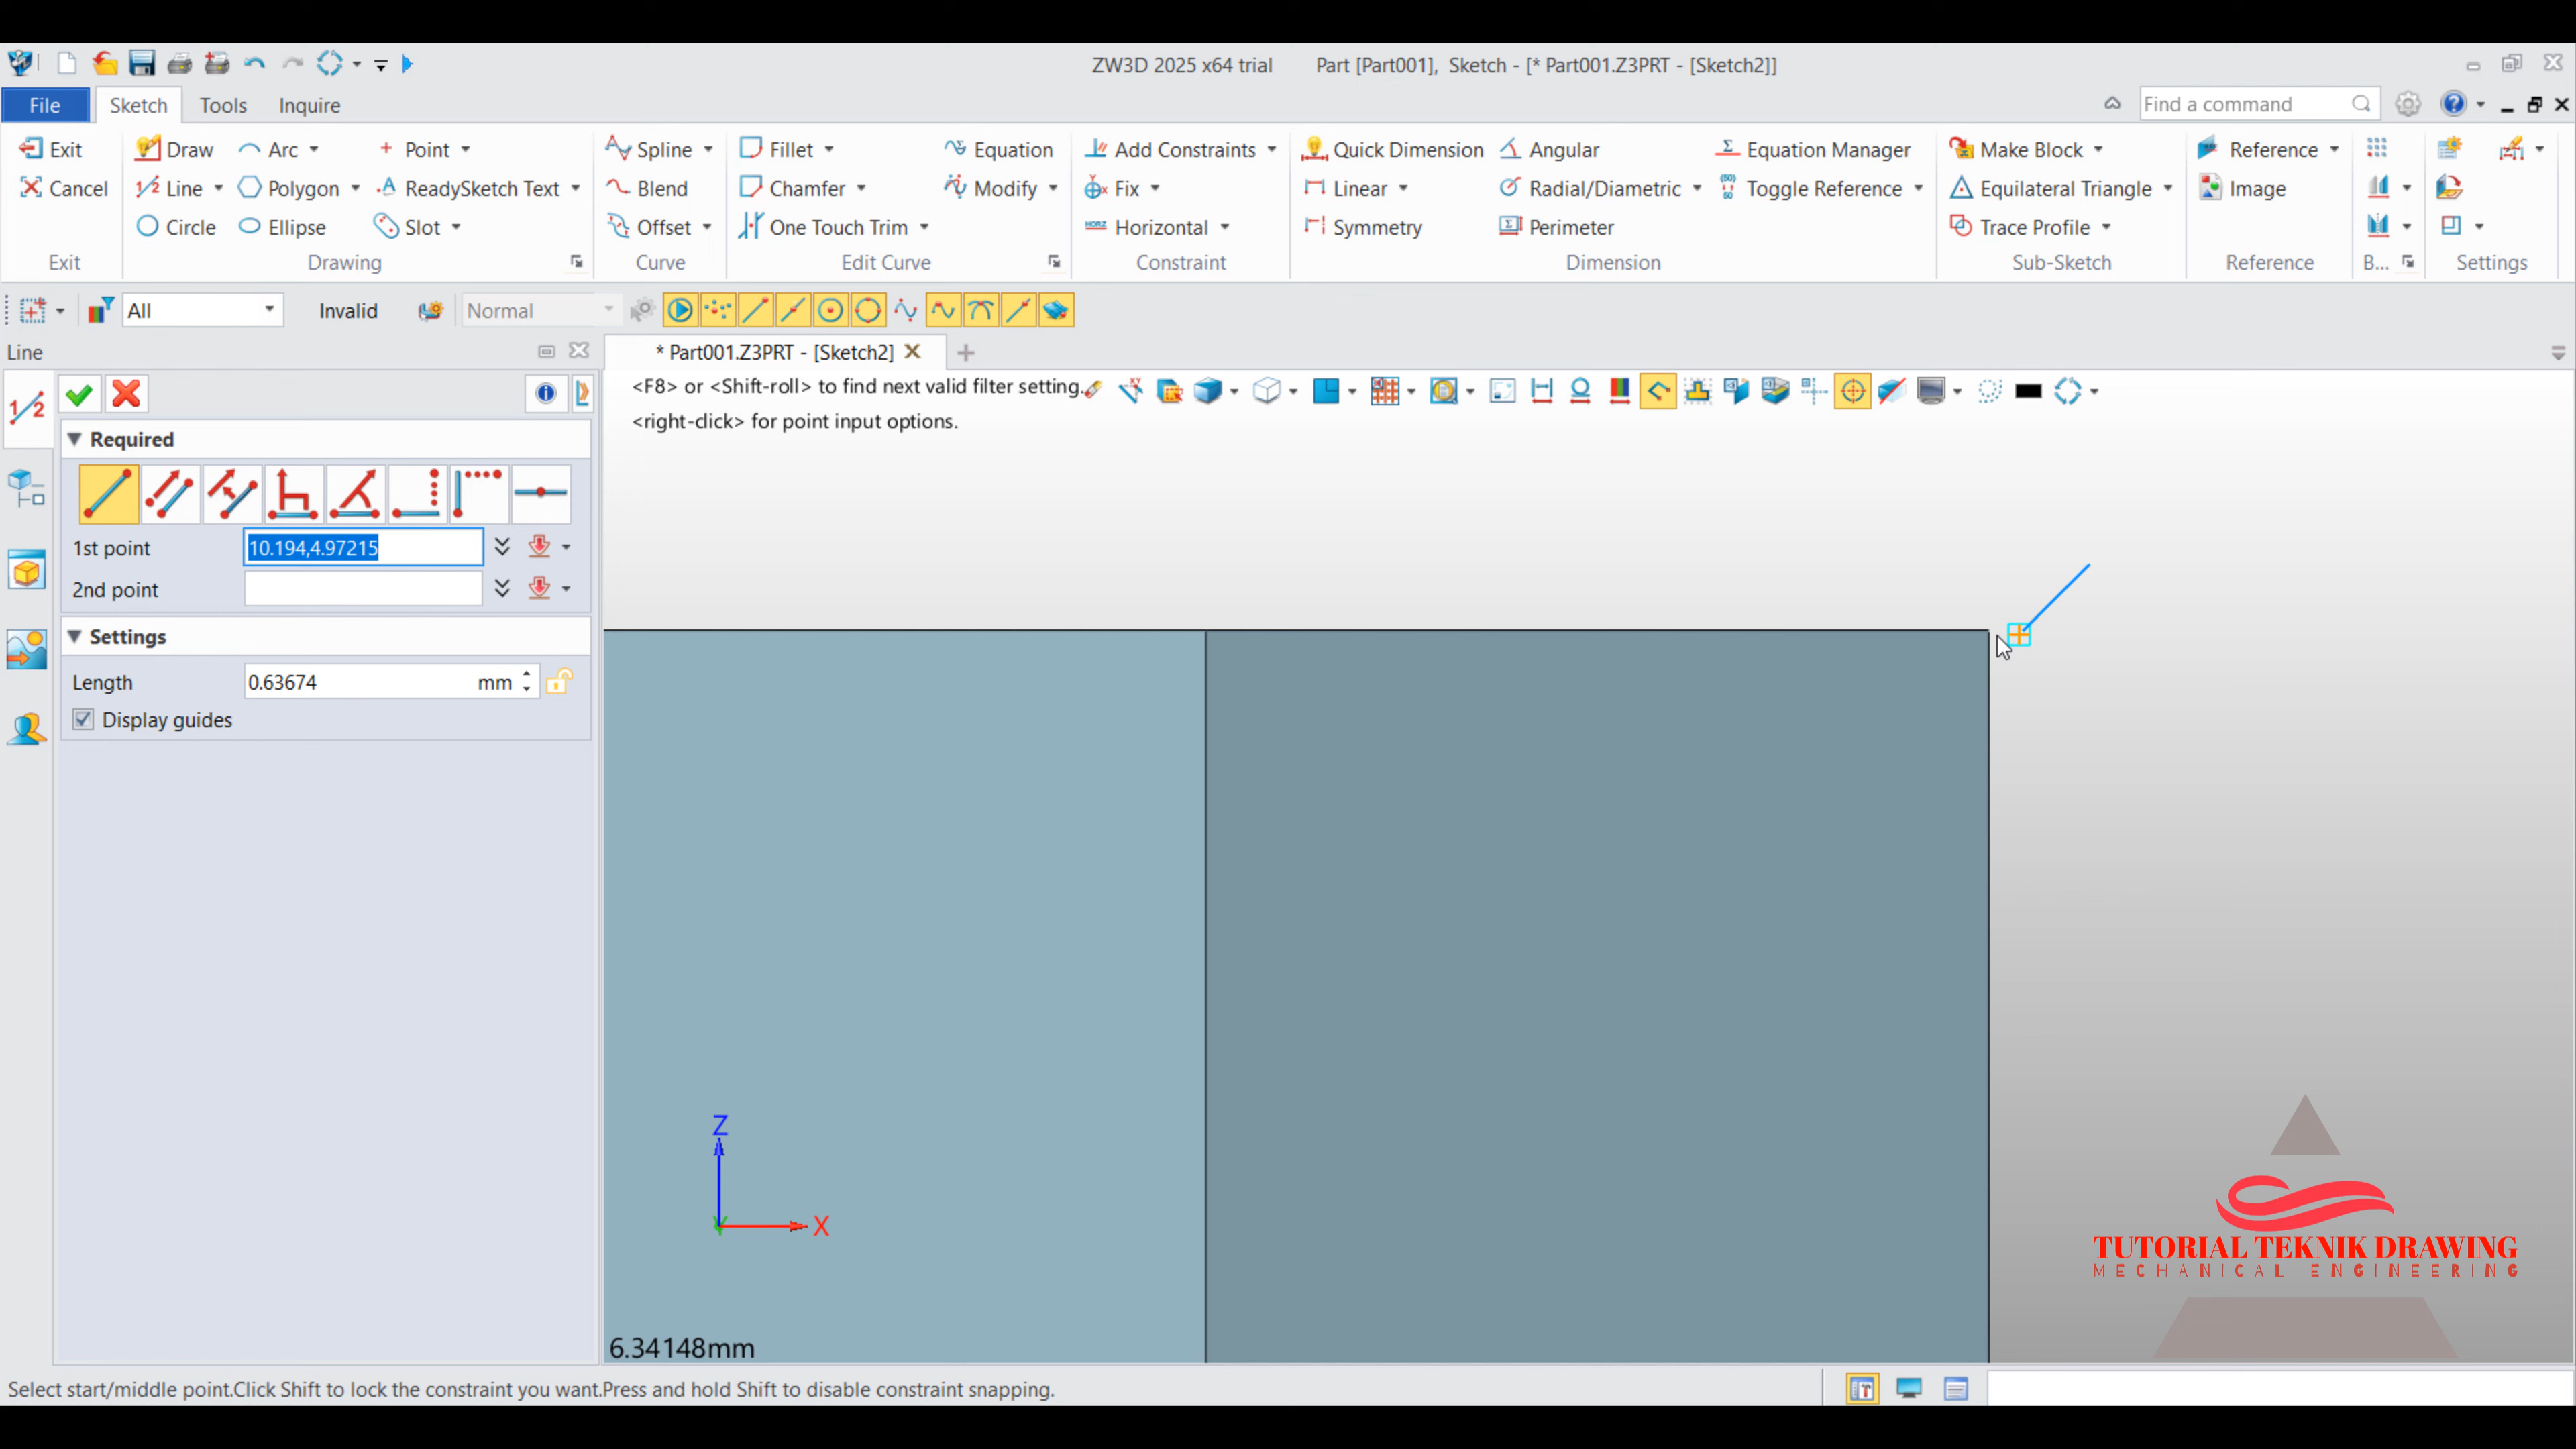 ZW3D 2025 x64 trial Part [Part001], Sketch - [* Part001.Z3PRT - [Sketch2]]
File Sketch Tools Inquire Find a command
Exit Draw Arc Point Spline Fillet Equation Add Constraints Quick Dimension Angular Equation Manager Make Block Reference
Cancel Line Polygon ReadySketch Text Blend Chamfer Modify Fix Linear Radial/Diametric Toggle Reference Equilateral Triangle Image
Circle Ellipse Slot Offset One Touch Trim Horizontal Symmetry Perimeter Trace Profile
Exit Drawing Curve Edit Curve Constraint Dimension Sub-Sketch Reference B... Settings
All Invalid Normal
Line * Part001.Z3PRT - [Sketch2]
<F8> or <Shift-roll> to find next valid filter setting.
<right-click> for point input options.
Required
1st point 10.194,4.97215
2nd point
Settings
Length 0.63674 mm
Display guides
Z
Y X
TUTORIAL TEKNIK DRAWING
MECHANICAL ENGINEERING
6.34148mm
Select start/middle point.Click Shift to lock the constraint you want.Press and hold Shift to disable constraint snapping.